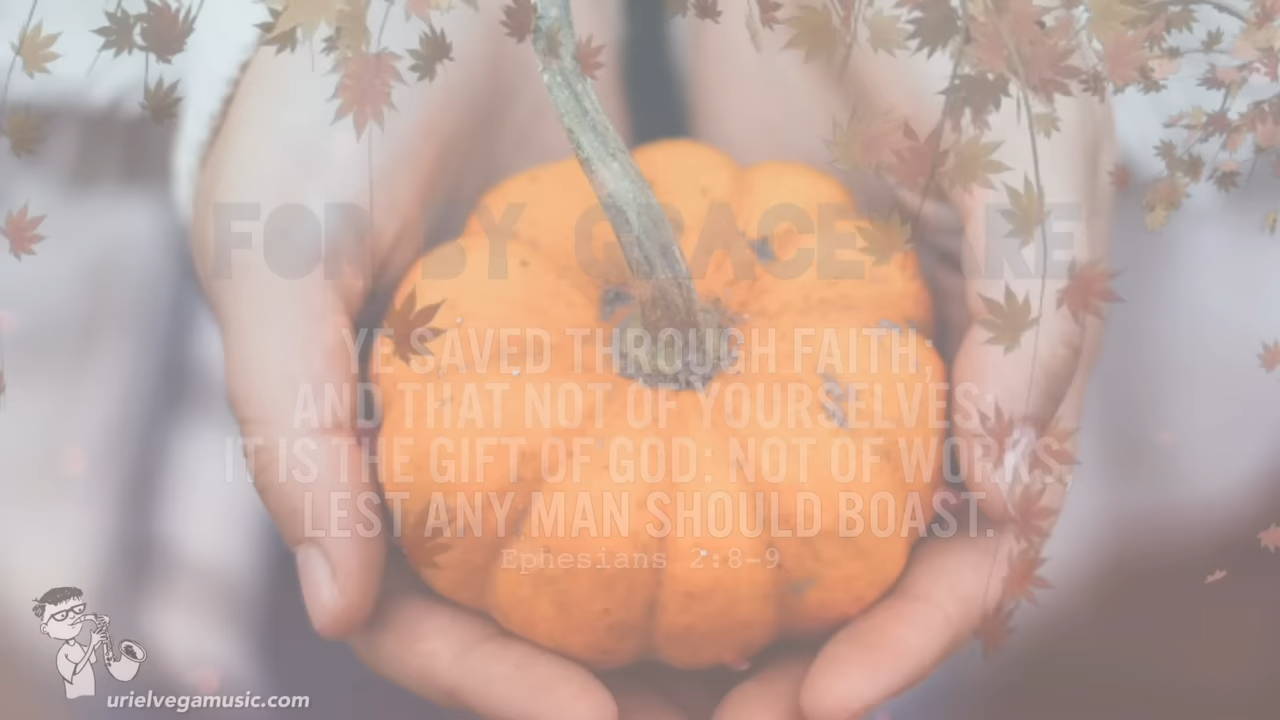 FOR BY GRACE ARE
YE SAVED THROUGH FAITH;
AND THAT NOT OF YOURSELVES:
IT IS THE GIFT OF GOD: NOT OF WORKS
LEST ANY MAN SHOULD BOAST.
Ephesians 2:8-9
urielvegamusic.com